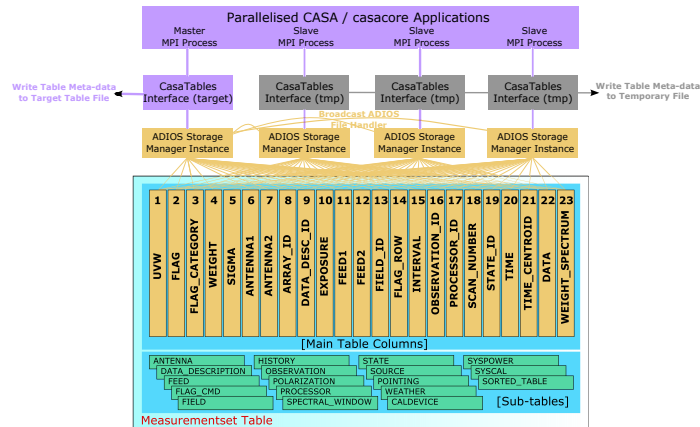 Parallelised CASA / casacore Applications
Master
MPI Process
Slave
MPI Process
Slave
MPI Process
Slave
MPI Process
Write Table Meta-data
to Target Table File
CasaTables
Interface (target)
CasaTables
Interface (tmp)
CasaTables
Interface (tmp)
CasaTables
Interface (tmp)
Write Table Meta-data
to Temporary File
Broadcast ADIOS
File Handler
ADIOS Storage
Manager Instance
ADIOS Storage
Manager Instance
ADIOS Storage
Manager Instance
ADIOS Storage
Manager Instance
1 UVW
2 FLAG
3 FLAG_CATEGORY
4 WEIGHT
5 SIGMA
6 ANTENNA1
7 ANTENNA2
8 ARRAY_ID
9 DATA_DESC_ID
10 EXPOSURE
11 FEED1
12 FEED2
13 FIELD_ID
14 FLAG_ROW
15 INTERVAL
16 OBSERVATION_ID
17 PROCESSOR_ID
18 SCAN_NUMBER
19 STATE_ID
20 TIME
21 TIME_CENTROID
22 DATA
23 WEIGHT_SPECTRUM
[Main Table Columns]
ANTENNA
DATA_DESCRIPTION
FEED
FLAG_CMD
FIELD
HISTORY
OBSERVATION
POLARIZATION
PROCESSOR
SPECTRAL_WINDOW
STATE
SOURCE
POINTING
WEATHER
CALDEVICE
SYSPOWER
SYSCAL
SORTED_TABLE
[Sub-tables]
Measurementset Table